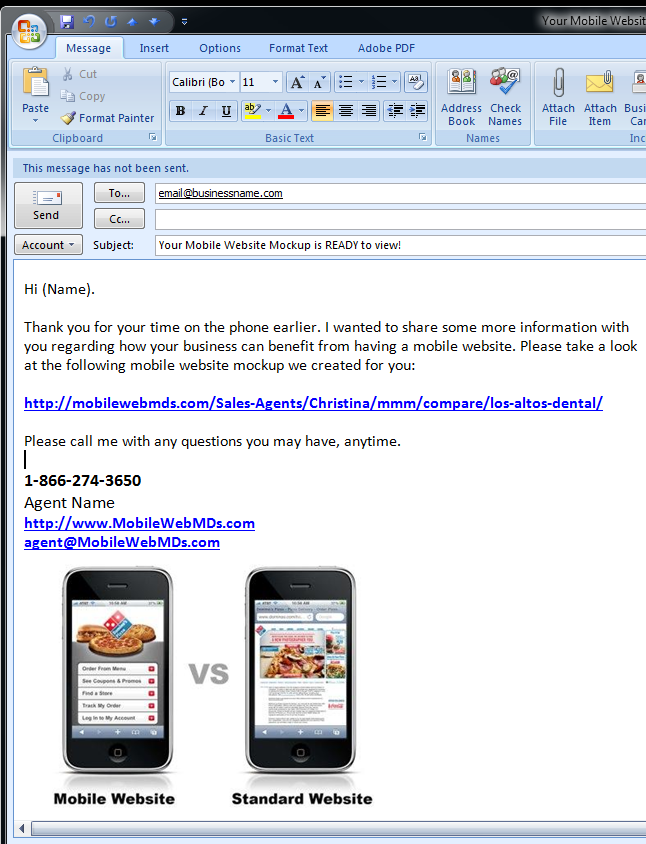 Your Mobile Websit
Message Insert Options Format Text Adobe PDF
Cut
Copy
Paste
Format Painter
Calibri (Bo 11
B I U ab A
Address Book
Check Names
Attach File
Attach Item
Busi
Car
Clipboard Basic Text Names Inc
This message has not been sent.
Send
To... email@businessname.com
Cc...
Account Subject: Your Mobile Website Mockup is READY to view!
Hi (Name).
Thank you for your time on the phone earlier. I wanted to share some more information with
you regarding how your business can benefit from having a mobile website. Please take a look
at the following mobile website mockup we created for you:
http://mobilewebmds.com/Sales-Agents/Christina/mmm/compare/los-altos-dental/
Please call me with any questions you may have, anytime.
1-866-274-3650
Agent Name
http://www.MobileWebMDs.com
agent@MobileWebMDs.com
Order From Menu
See Coupons & Promos
Find a Store
Track My Order
Log In to My Account
VS
Mobile Website Standard Website